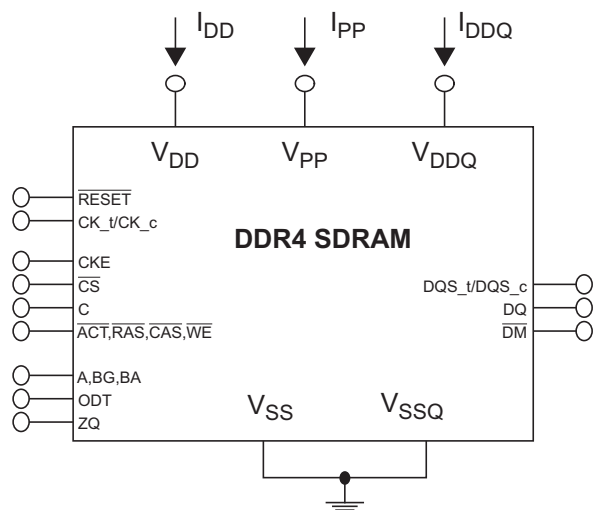 IDD IPP IDDQ
VDD VPP VDDQ
RESET
CK_t/CK_c
DDR4 SDRAM
CKE
CS
DQS_t/DQS_c
C
DQ
ACT,RAS,CAS,WE
DM
A,BG,BA
ODT
ZQ
VSS VSSQ